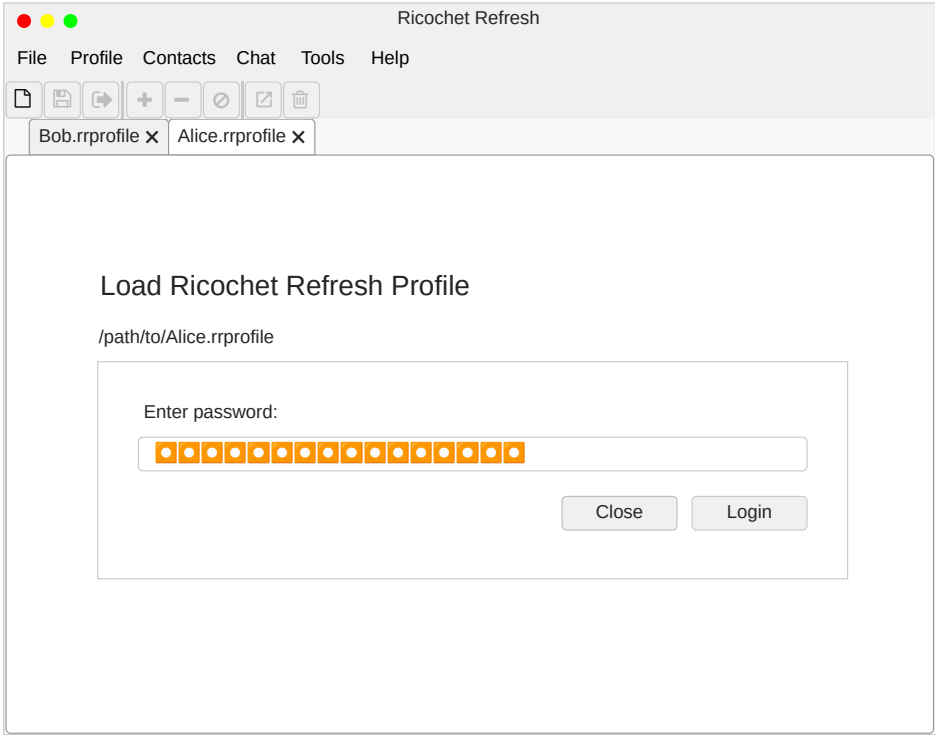 Ricochet Refresh
File Profile Contacts Chat Tools Help
Bob.rrprofile Alice.rrprofile
Load Ricochet Refresh Profile
/path/to/Alice.rrprofile
Enter password:
Close Login